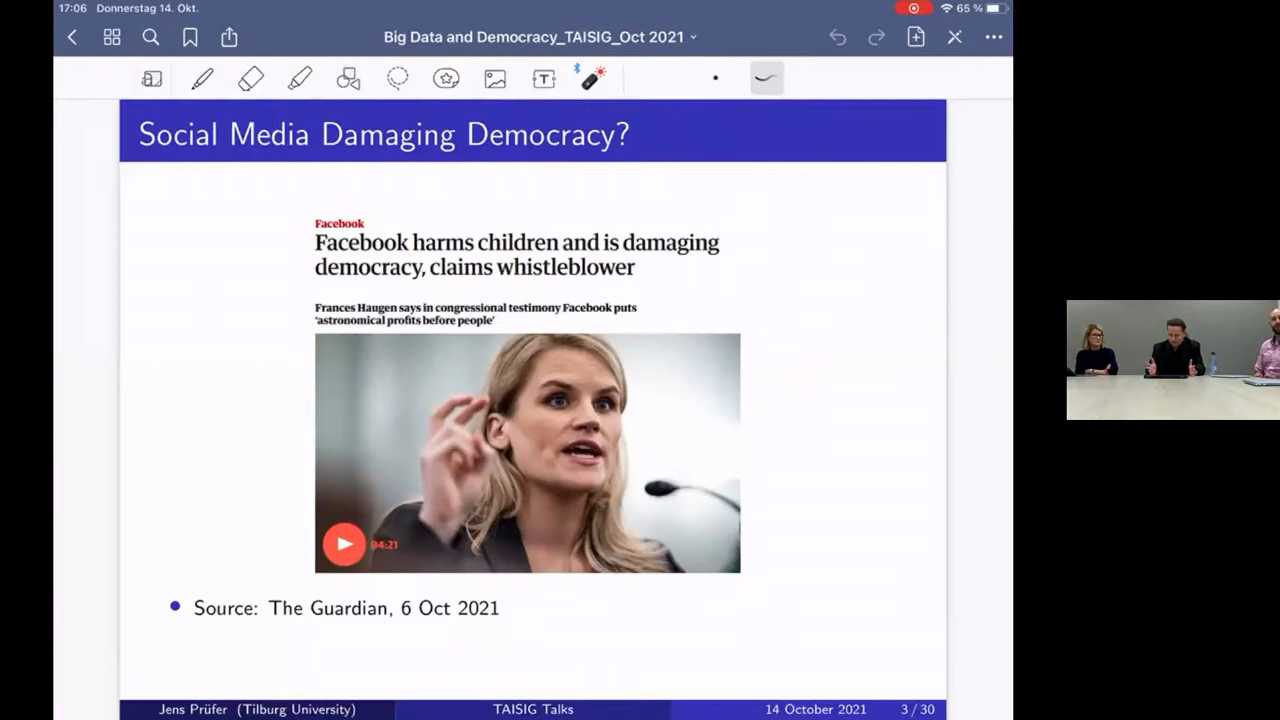 17:06 Donnerstag 14. Okt.
65 %
Big Data and Democracy_TAISIG_Oct 2021
T
Social Media Damaging Democracy?
Facebook
Facebook harms children and is damaging
democracy, claims whistleblower
Frances Haugen says in congressional testimony Facebook puts
'astronomical profits before people'
04:21
Source: The Guardian, 6 Oct 2021
Jens Prüfer (Tilburg University)
TAISIG Talks
14 October 2021
3 / 30